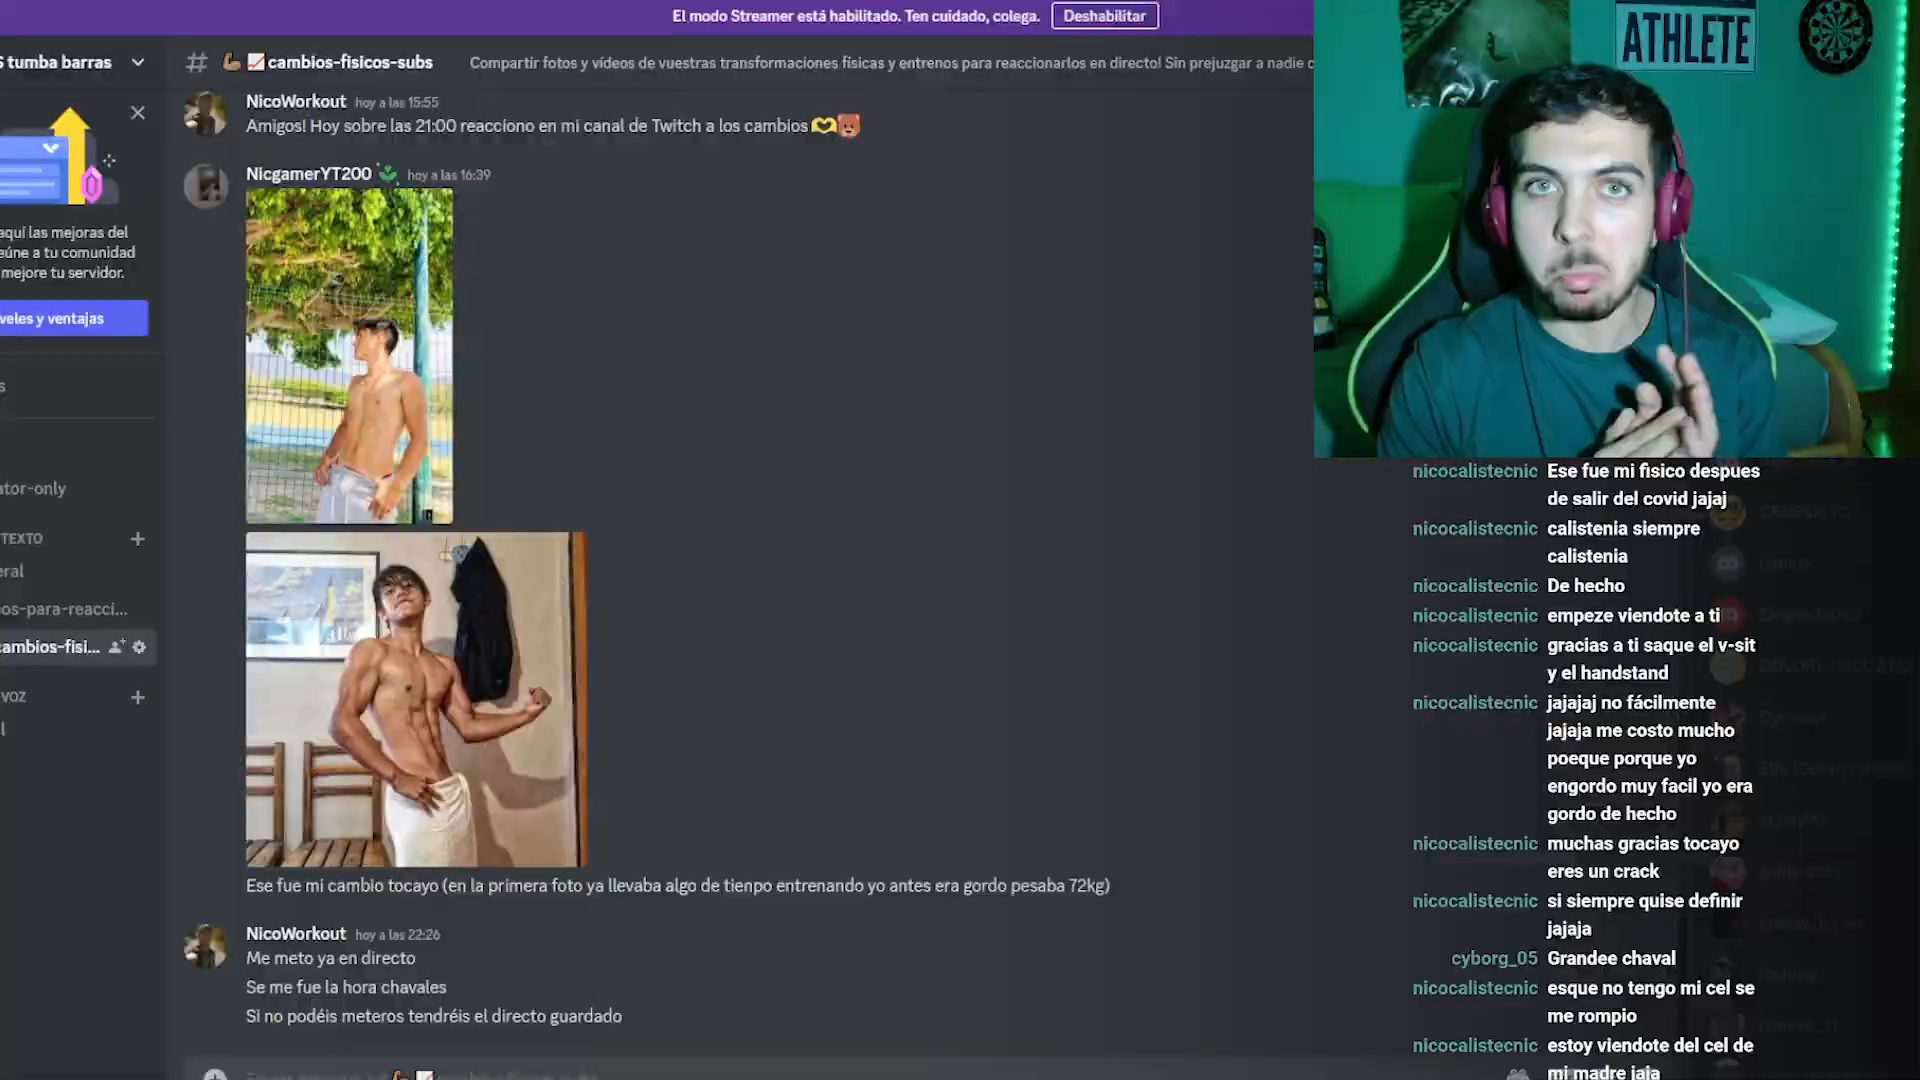 El modo Streamer está habilitado. Ten cuidado, colega.
Deshabilitar
S tumba barras
cambios-fisicos-subs
Compartir fotos y vídeos de vuestras transformaciones físicas y entrenos para reaccionarlos en directo! Sin prejuzgar a nadie
ATHLETE
aquí las mejoras del
eúne a tu comunidad
mejore tu servidor.
veles y ventajas
ator-only
TEXTO
eral
os-para-reacci...
cambios-fisi...
VOZ
NicoWorkout hoy a las 15:55
Amigos! Hoy sobre las 21:00 reacciono en mi canal de Twitch a los cambios
NicgamerYT200 hoy a las 16:39
Ese fue mi cambio tocayo (en la primera foto ya llevaba algo de tienpo entrenando yo antes era gordo pesaba 72kg)
NicoWorkout hoy a las 22:26
Me meto ya en directo
Se me fue la hora chavales
Si no podéis meteros tendréis el directo guardado
nicocalistecnic Ese fue mi fisico despues
de salir del covid jajaj
nicocalistecnic calistenia siempre
calistenia
nicocalistecnic De hecho
nicocalistecnic empeze viendote a ti
nicocalistecnic gracias a ti saque el v-sit
y el handstand
nicocalistecnic jajajaj no fácilmente
jajaja me costo mucho
poeque porque yo
engordo muy facil yo era
gordo de hecho
nicocalistecnic muchas gracias tocayo
eres un crack
nicocalistecnic si siempre quise definir
jajaja
cyborg_05 Grandee chaval
nicocalistecnic esque no tengo mi cel se
me rompio
nicocalistecnic estoy viendote del cel de
mi madre jaja